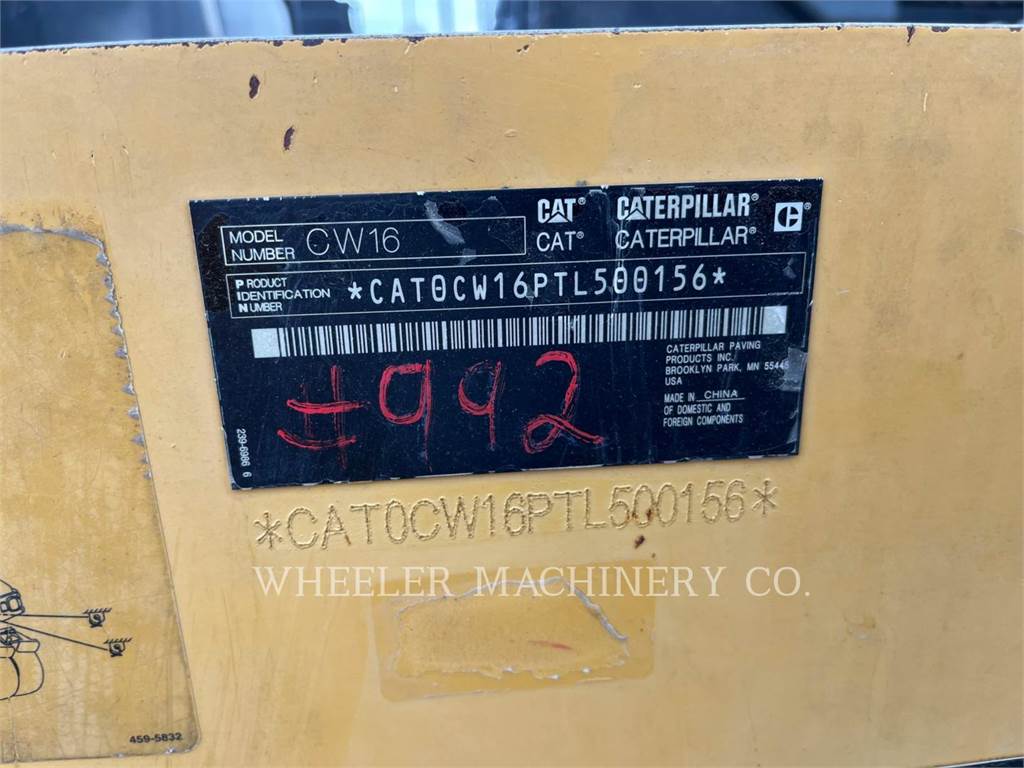 MODEL NUMBER CW16
CAT® CATERPILLAR®
CAT® CATERPILLAR®
PRODUCT
IDENTIFICATION
NUMBER
*CAT0CW16PTL500156*
CATERPILLAR PAVING
PRODUCTS INC.
BROOKLYN PARK, MN 55445
USA
MADE IN CHINA
OF DOMESTIC AND
FOREIGN COMPONENTS
#992
239-6986 6
*CAT0CW16PTL500156*
WHEELER MACHINERY CO.
459-5832